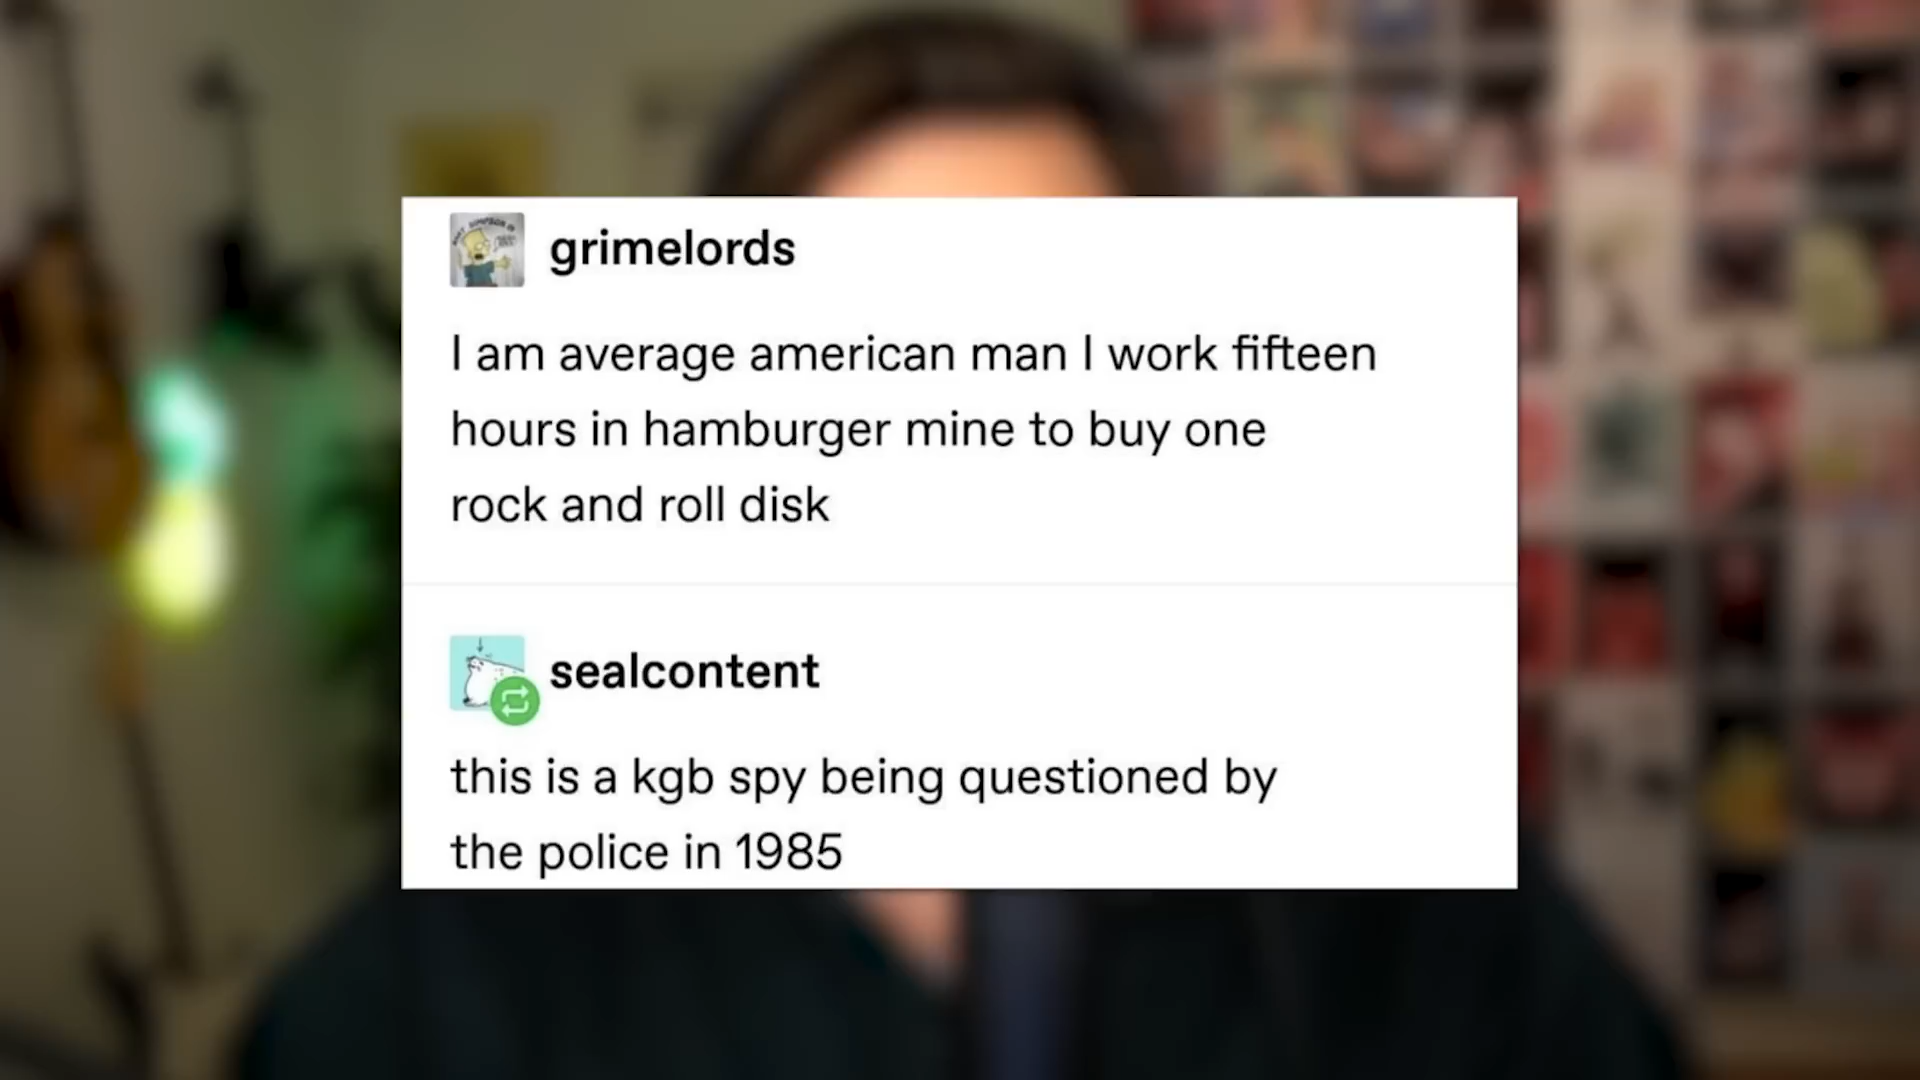 grimelords
I am average american man I work fifteen
hours in hamburger mine to buy one
rock and roll disk
sealcontent
this is a kgb spy being questioned by
the police in 1985